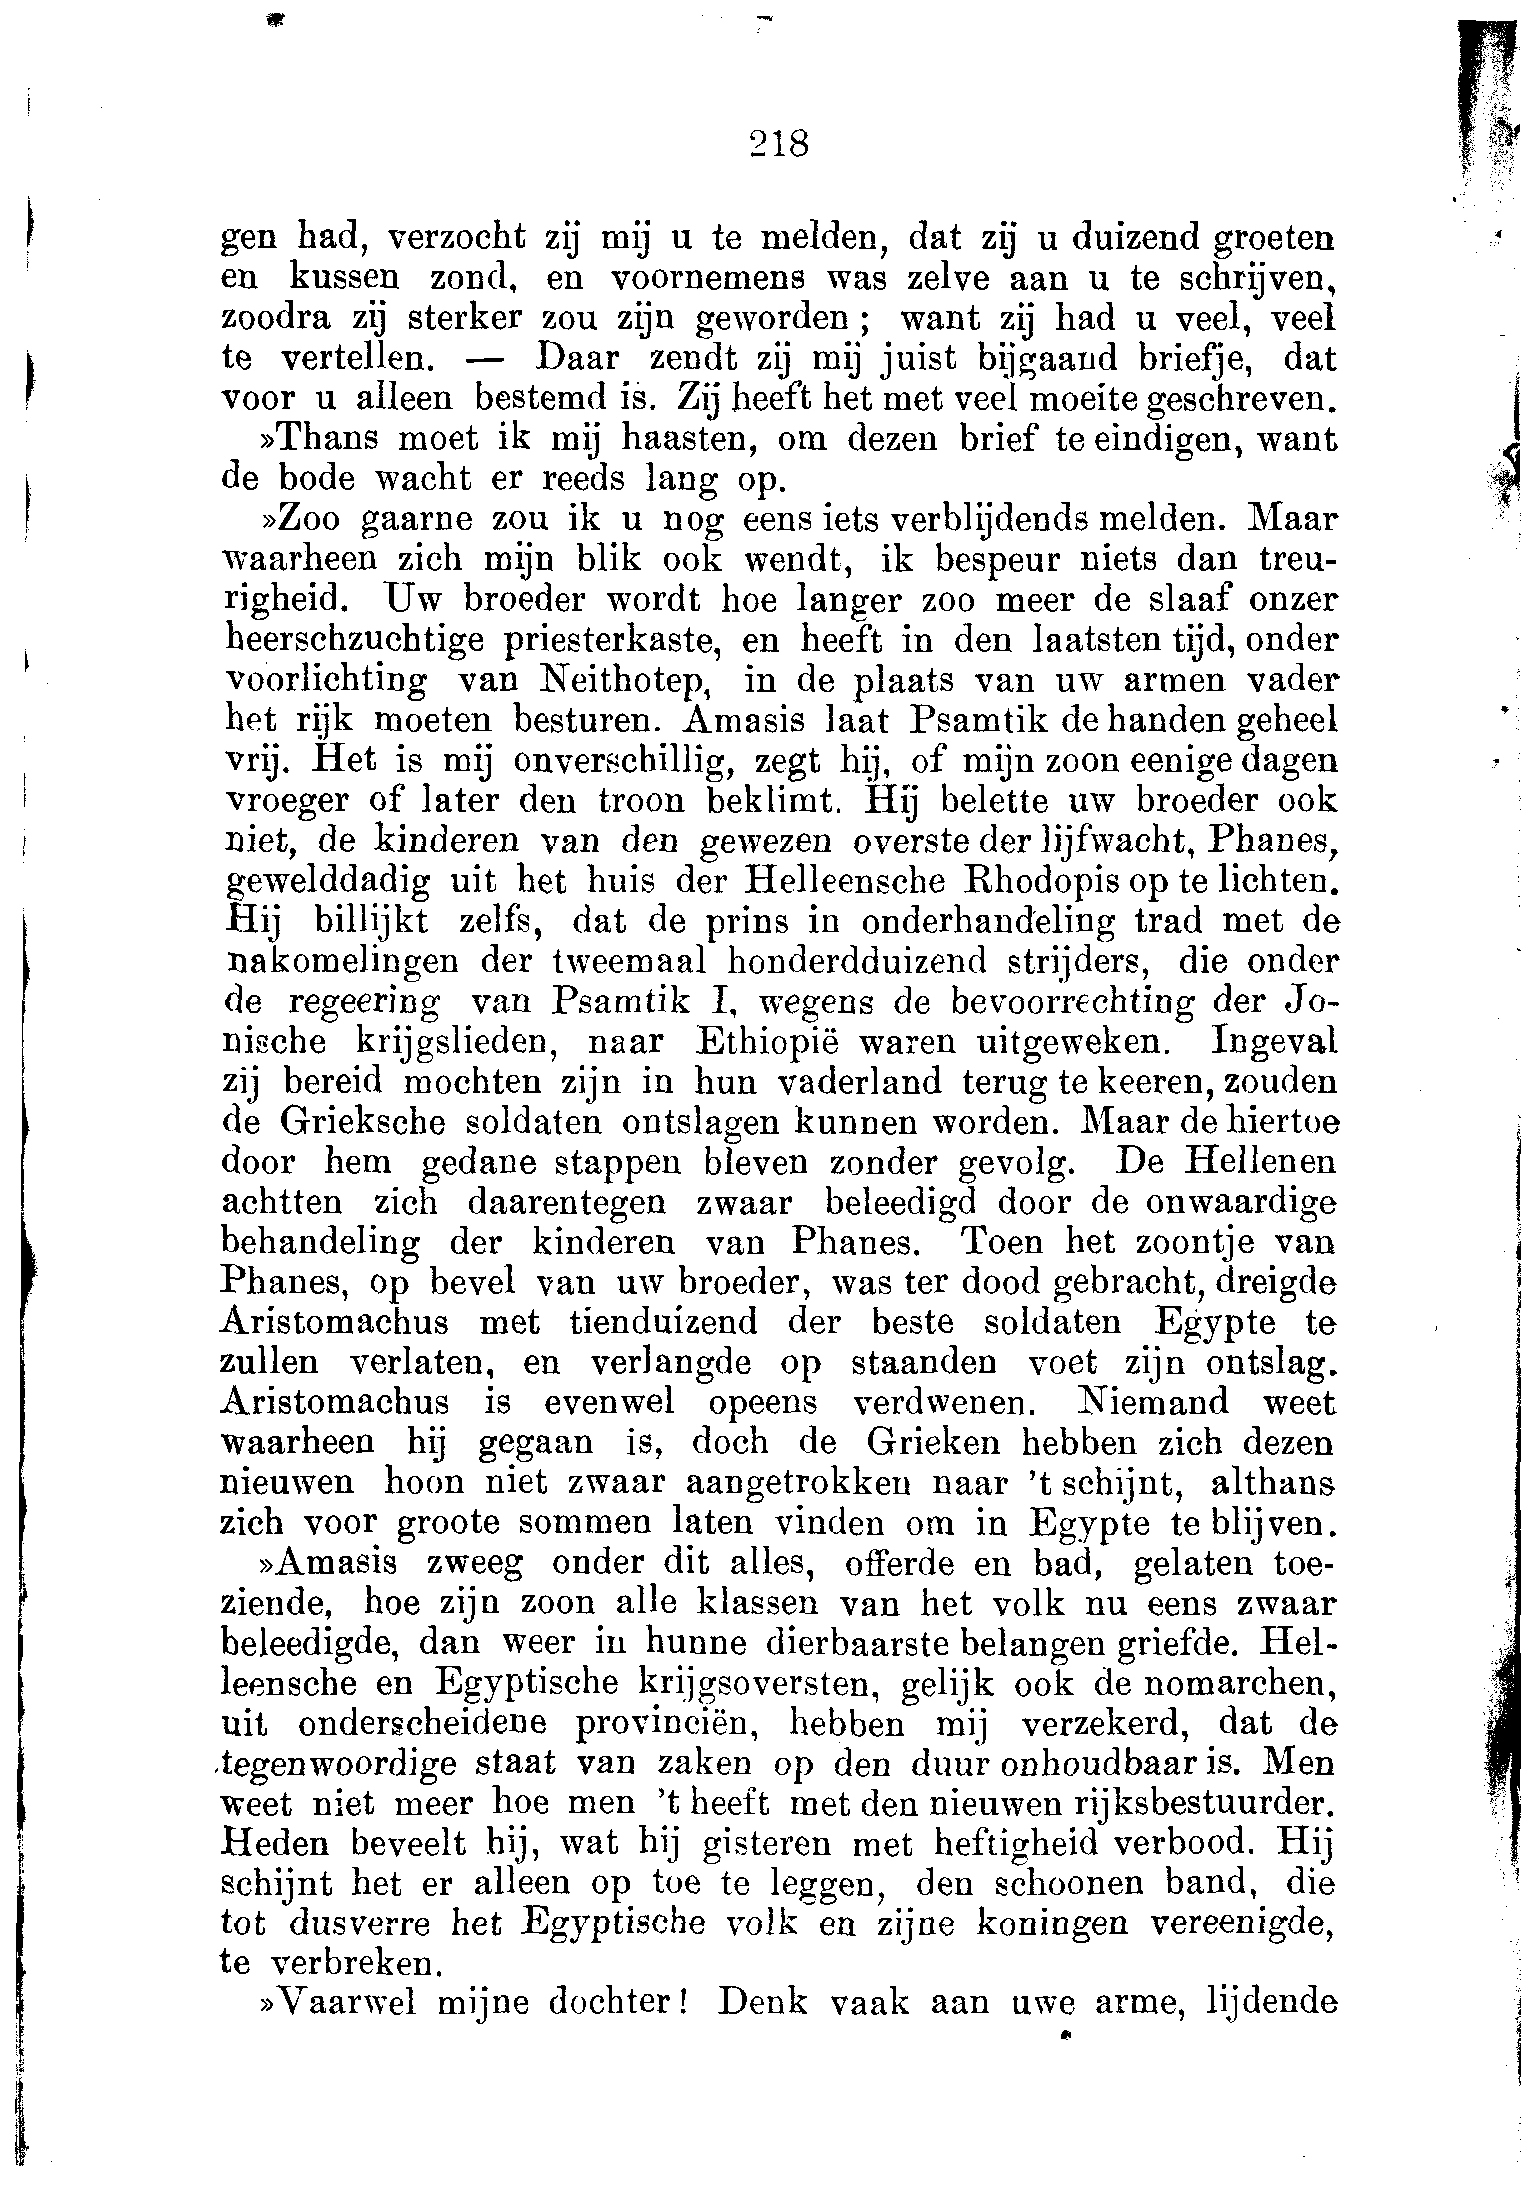 218
gen had, verzocht zij mij u te melden, dat zij u duizend groeten
en kussen zond, en voornemens was zelve aan u te schrijven,
zoodra zij sterker zou zijn geworden ; want zij had u veel, veel
te vertellen. — Daar zendt zij mij juist bijgaand briefje, dat
voor u alleen bestemd is. Zij heeft het met veel moeite geschreven.
»Thans moet ik mij haasten, om dezen brief te eindigen, want
de bode wacht er reeds lang op.
»Zoo gaarne zou ik u nog eens iets verblijdends melden. Maar
waarheen zich mijn blik ook wendt, ik bespeur niets dan treu-
righeid. Uw broeder wordt hoe langer zoo meer de slaaf onzer
heerschzuchtige priesterkaste, en heeft in den laatsten tijd, onder
voorlichting van Neithotep, in de plaats van uw armen vader
het rijk moeten besturen. Amasis laat Psamtik de handen geheel
vrij. Het is mij onverschillig, zegt hij, of mijn zoon eenige dagen
vroeger of later den troon beklimt. Hij belette uw broeder ook
niet, de kinderen van den gewezen overste der lijfwacht, Phanes,
gewelddadig uit het huis der Helleensche Rhodopis op te lichten.
Hij billijkt zelfs, dat de prins in onderhandeling trad met de
nakomelingen der tweemaal honderdduizend strijders, die onder
de regeering van Psamtik I, wegens de bevoorrechting der Jo-
nische krijgslieden, naar Ethiopië waren uitgeweken. Ingeval
zij bereid mochten zijn in hun vaderland terug te keeren, zouden
de Grieksche soldaten ontslagen kunnen worden. Maar de hiertoe
door hem gedane stappen bleven zonder gevolg. De Hellenen
achtten zich daarentegen zwaar beleedigd door de onwaardige
behandeling der kinderen van Phanes. Toen het zoontje van
Phanes, op bevel van uw broeder, was ter dood gebracht, dreigde
Aristomachus met tienduizend der beste soldaten Egypte te
zullen verlaten, en verlangde op staanden voet zijn ontslag.
Aristomachus is evenwel opeens verdwenen. Niemand weet
waarheen hij gegaan is, doch de Grieken hebben zich dezen
nieuwen hoon niet zwaar aangetrokken naar 't schijnt, althans
zich voor groote sommen laten vinden om in Egypte te blijven.
»Amasis zweeg onder dit alles, offerde en bad, gelaten toe-
ziende, hoe zijn zoon alle klassen van het volk nu eens zwaar
beleedigde, dan weer in hunne dierbaarste belangen griefde. Hel-
leensche en Egyptische krijgsoversten, gelijk ook de nomarchen,
uit onderscheidene provinciën, hebben mij verzekerd, dat de
tegenwoordige staat van zaken op den duur onhoudbaar is. Men
weet niet meer hoe men 't heeft met den nieuwen rijksbestuurder.
Heden beveelt hij, wat hij gisteren met heftigheid verbood. Hij
schijnt het er alleen op toe te leggen, den schoonen band, die
tot dusverre het Egyptische volk en zijne koningen vereenigde,
te verbreken.
»Vaarwel mijne dochter! Denk vaak aan uwe arme, lijdende